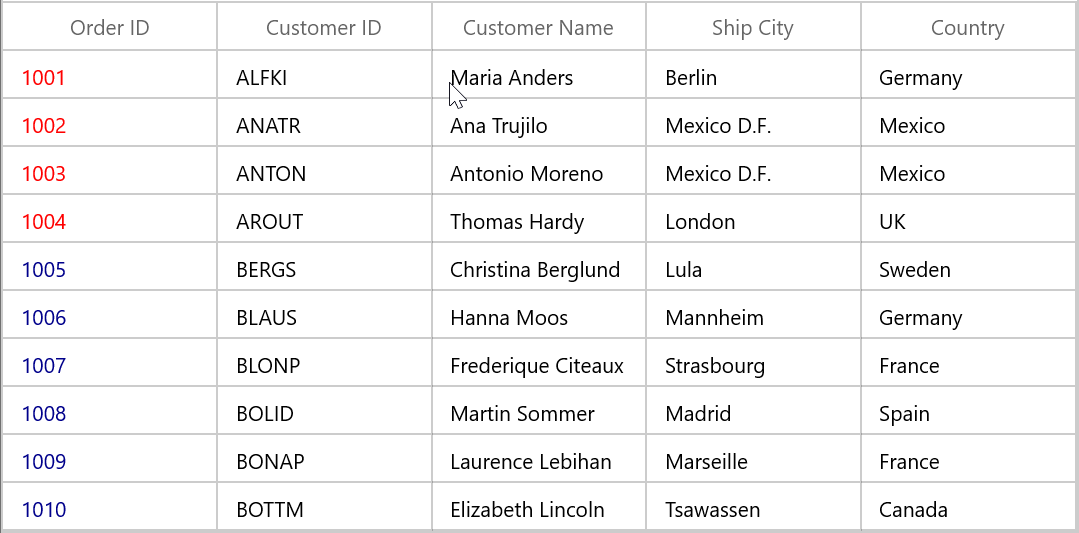 Order ID Customer ID Customer Name Ship City Country
1001 ALFKI Maria Anders Berlin Germany
1002 ANATR Ana Trujilo Mexico D.F. Mexico
1003 ANTON Antonio Moreno Mexico D.F. Mexico
1004 AROUT Thomas Hardy London UK
1005 BERGS Christina Berglund Lula Sweden
1006 BLAUS Hanna Moos Mannheim Germany
1007 BLONP Frederique Citeaux Strasbourg France
1008 BOLID Martin Sommer Madrid Spain
1009 BONAP Laurence Lebihan Marseille France
1010 BOTTM Elizabeth Lincoln Tsawassen Canada